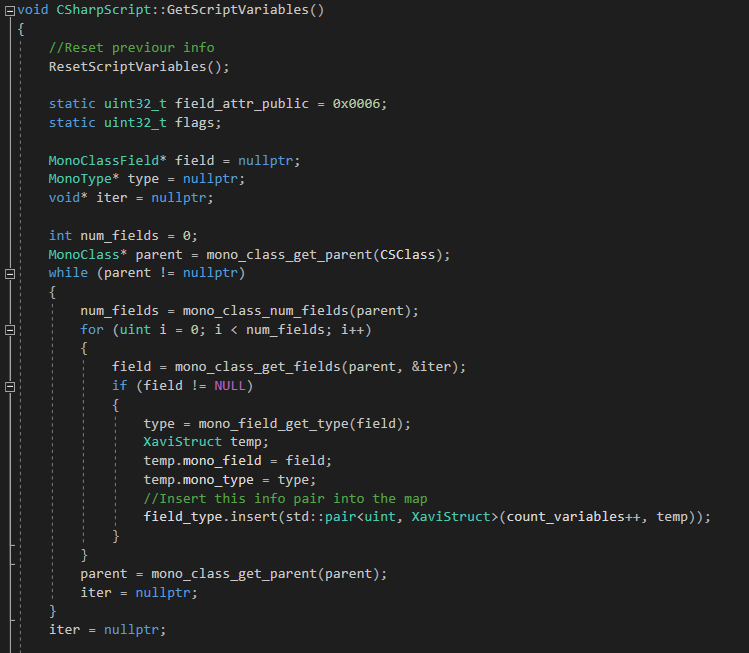 void CSharpScript::GetScriptVariables()
{
    //Reset previour info
    ResetScriptVariables();

    static uint32_t field_attr_public = 0x0006;
    static uint32_t flags;

    MonoClassField* field = nullptr;
    MonoType* type = nullptr;
    void* iter = nullptr;

    int num_fields = 0;
    MonoClass* parent = mono_class_get_parent(CSClass);
    while (parent != nullptr)
    {
        num_fields = mono_class_num_fields(parent);
        for (uint i = 0; i < num_fields; i++)
        {
            field = mono_class_get_fields(parent, &iter);
            if (field != NULL)
            {
                type = mono_field_get_type(field);
                XaviStruct temp;
                temp.mono_field = field;
                temp.mono_type = type;
                //Insert this info pair into the map
                field_type.insert(std::pair<uint, XaviStruct>(count_variables++, temp));
            }
        }
        parent = mono_class_get_parent(parent);
        iter = nullptr;
    }
    iter = nullptr;